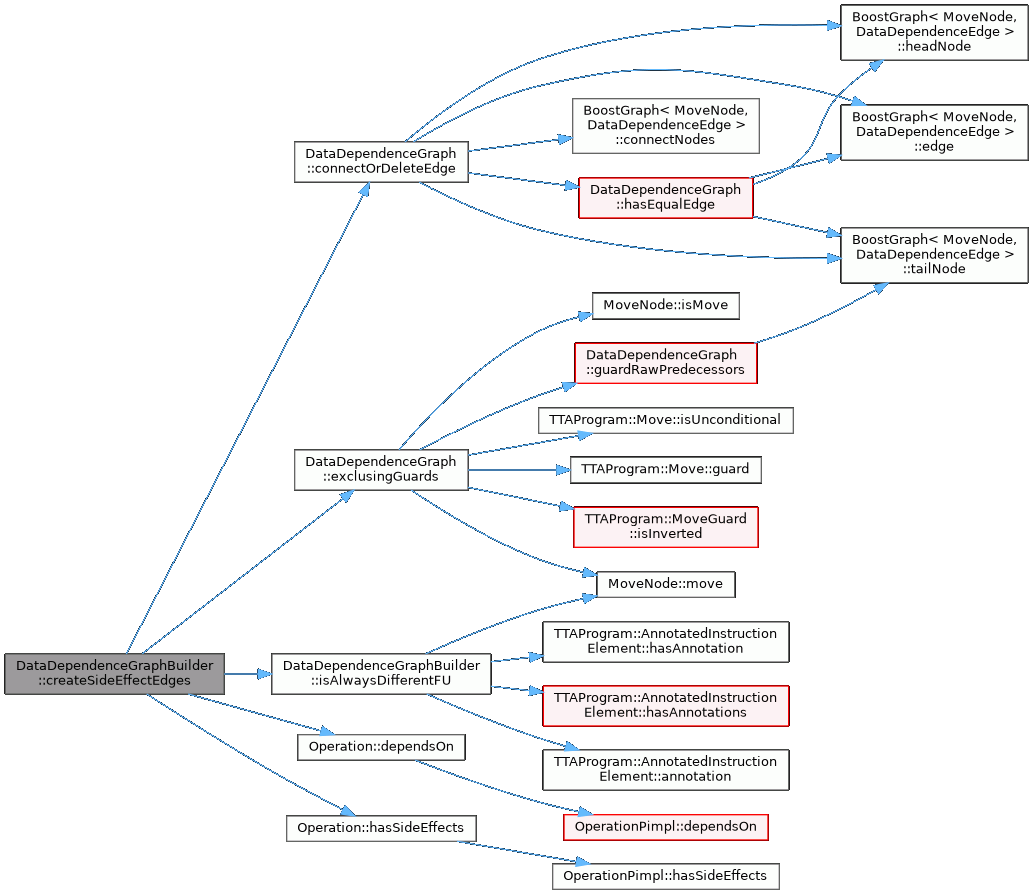 BoostGraph< MoveNode,
DataDependenceEdge >
::headNode
BoostGraph< MoveNode,
DataDependenceEdge >
::connectNodes
BoostGraph< MoveNode,
DataDependenceEdge >
::edge
DataDependenceGraph
::connectOrDeleteEdge
DataDependenceGraph
::hasEqualEdge
BoostGraph< MoveNode,
DataDependenceEdge >
::tailNode
MoveNode::isMove
DataDependenceGraph
::guardRawPredecessors
TTAProgram::Move::isUnconditional
DataDependenceGraph
::exclusingGuards
TTAProgram::Move::guard
TTAProgram::MoveGuard
::isInverted
MoveNode::move
DataDependenceGraphBuilder
::createSideEffectEdges
DataDependenceGraphBuilder
::isAlwaysDifferentFU
TTAProgram::AnnotatedInstruction
Element::hasAnnotation
TTAProgram::AnnotatedInstruction
Element::hasAnnotations
Operation::dependsOn
TTAProgram::AnnotatedInstruction
Element::annotation
Operation::hasSideEffects
OperationPimpl::dependsOn
OperationPimpl::hasSideEffects